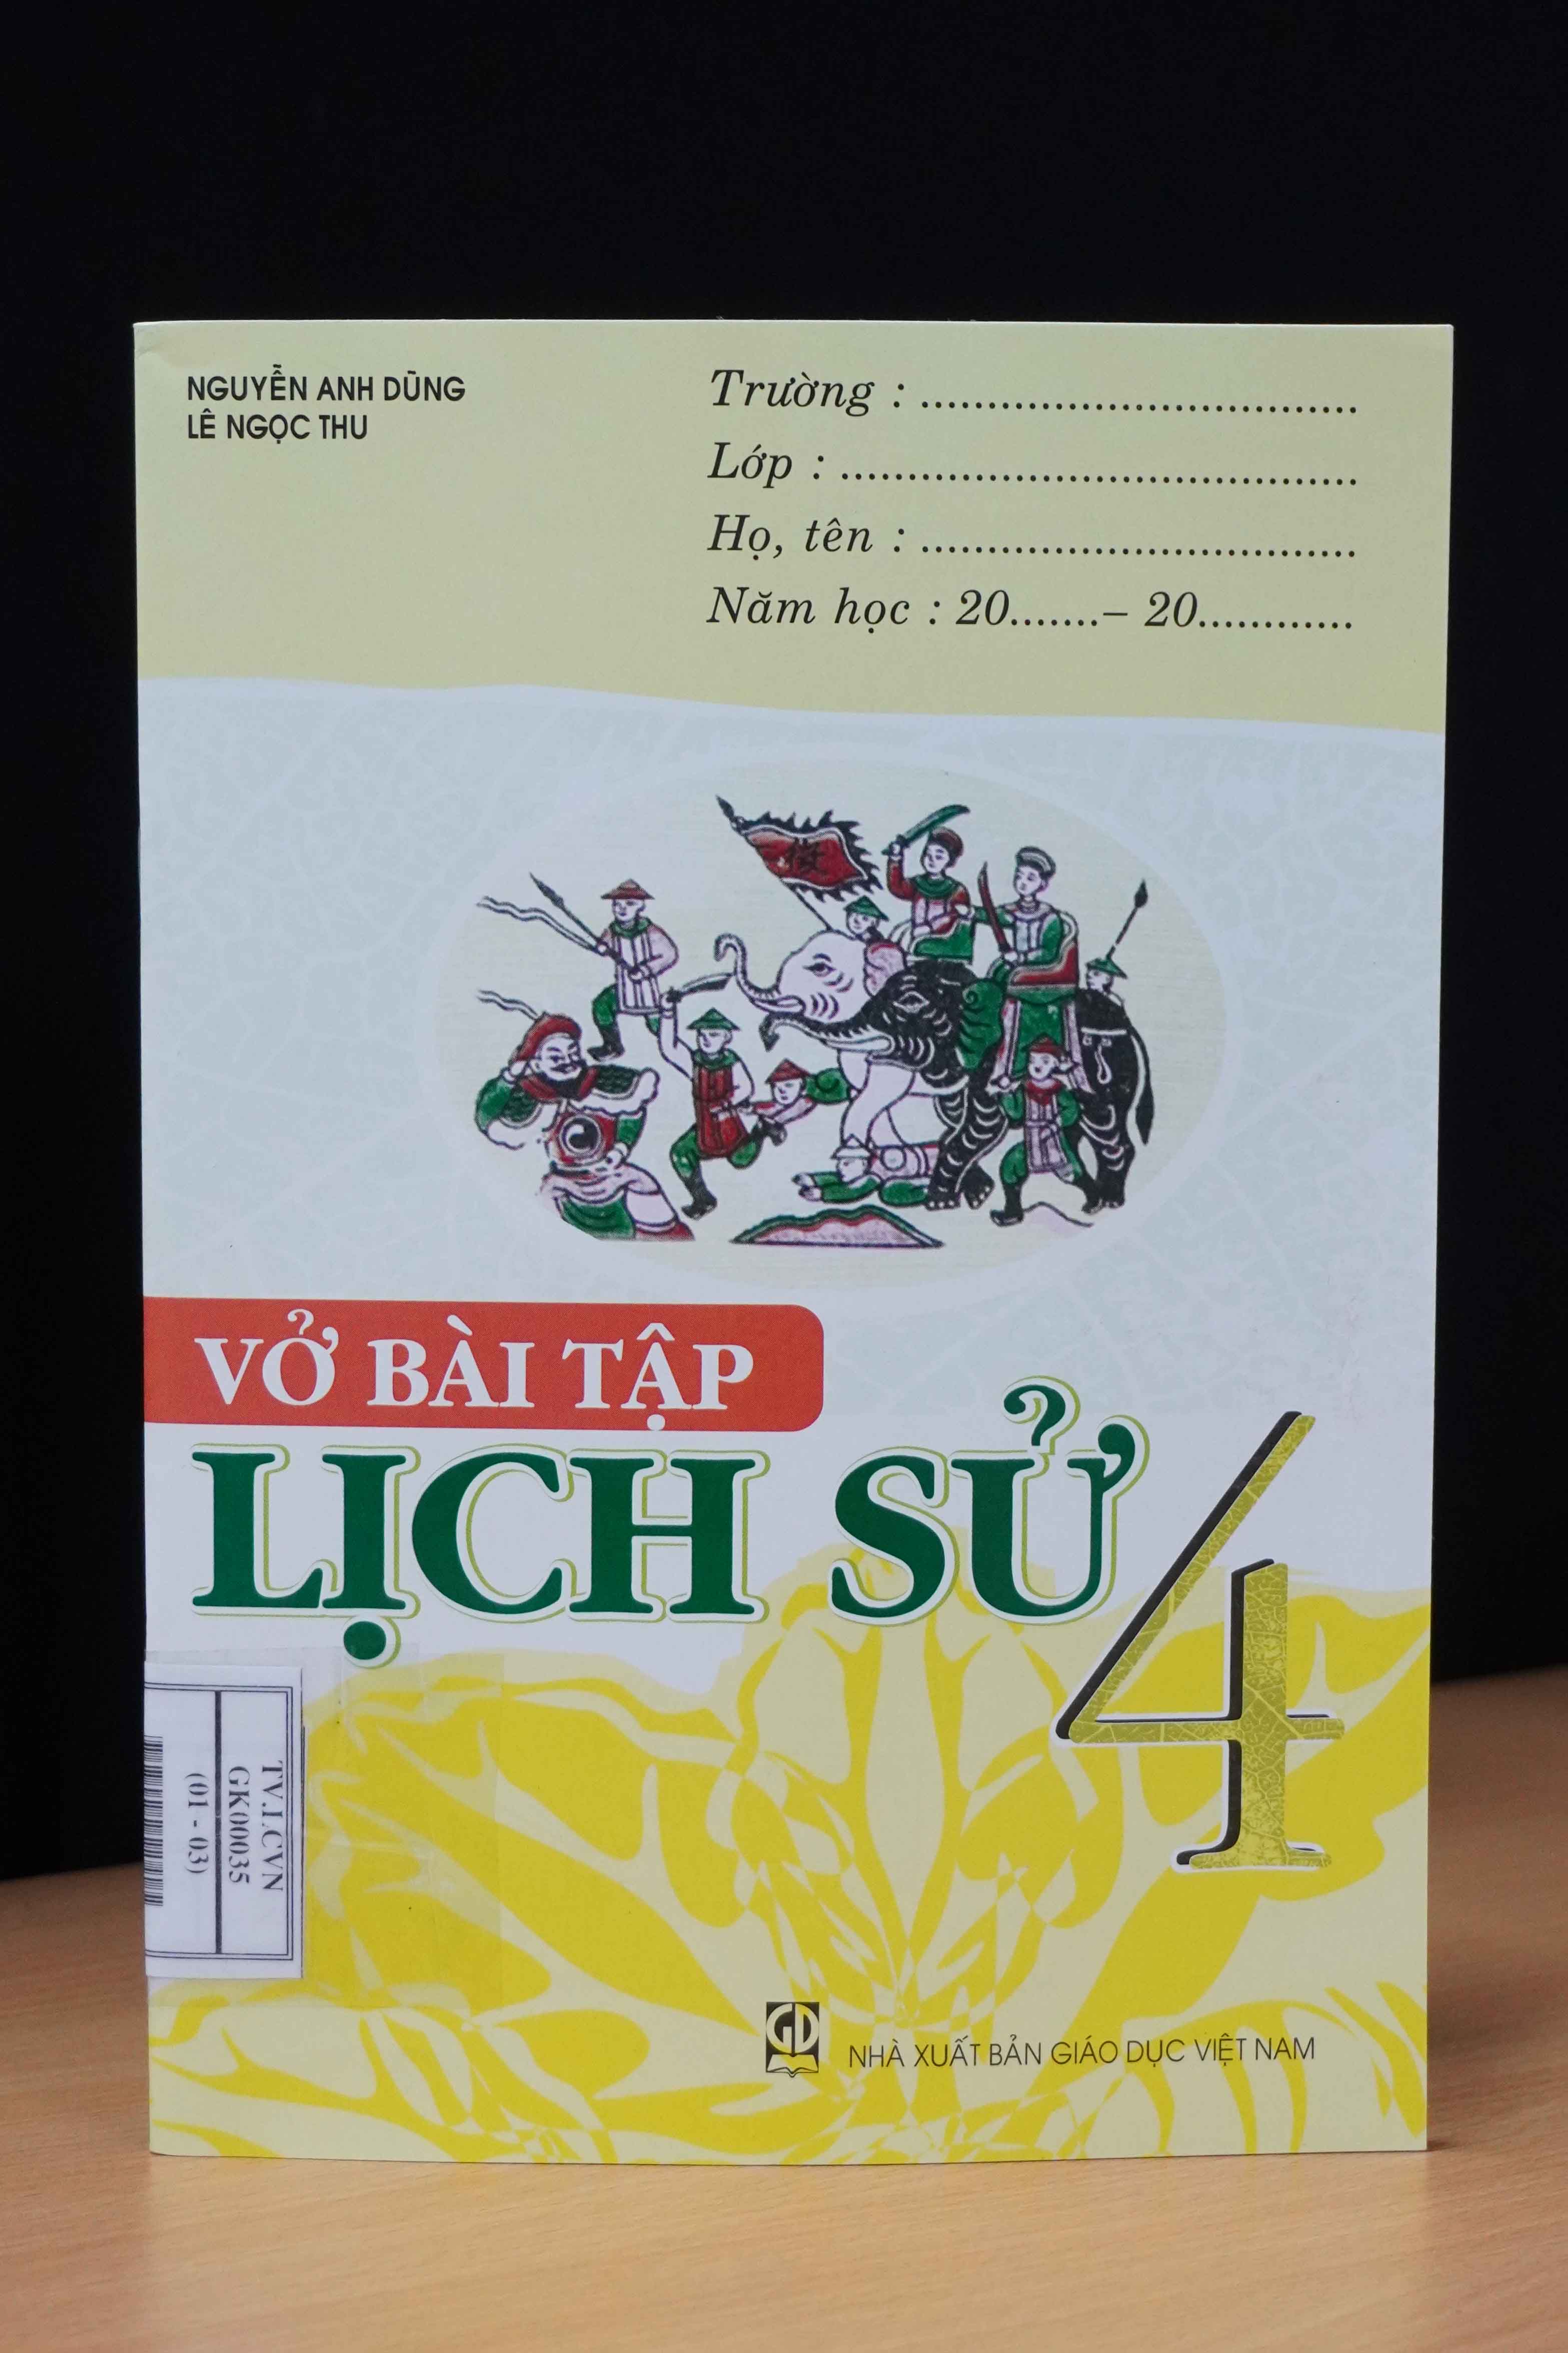 NGUYỄN ANH DŨNG
LÊ NGỌC THU
Trường : .................................
Lớp : .......................................
Họ, tên : .................................
Năm học : 20.......– 20............
VỞ BÀI TẬP
LỊCH SỬ 4
TV.LCVN
GK00035
(01 - 03)
GD
NHÀ XUẤT BẢN GIÁO DỤC VIỆT NAM